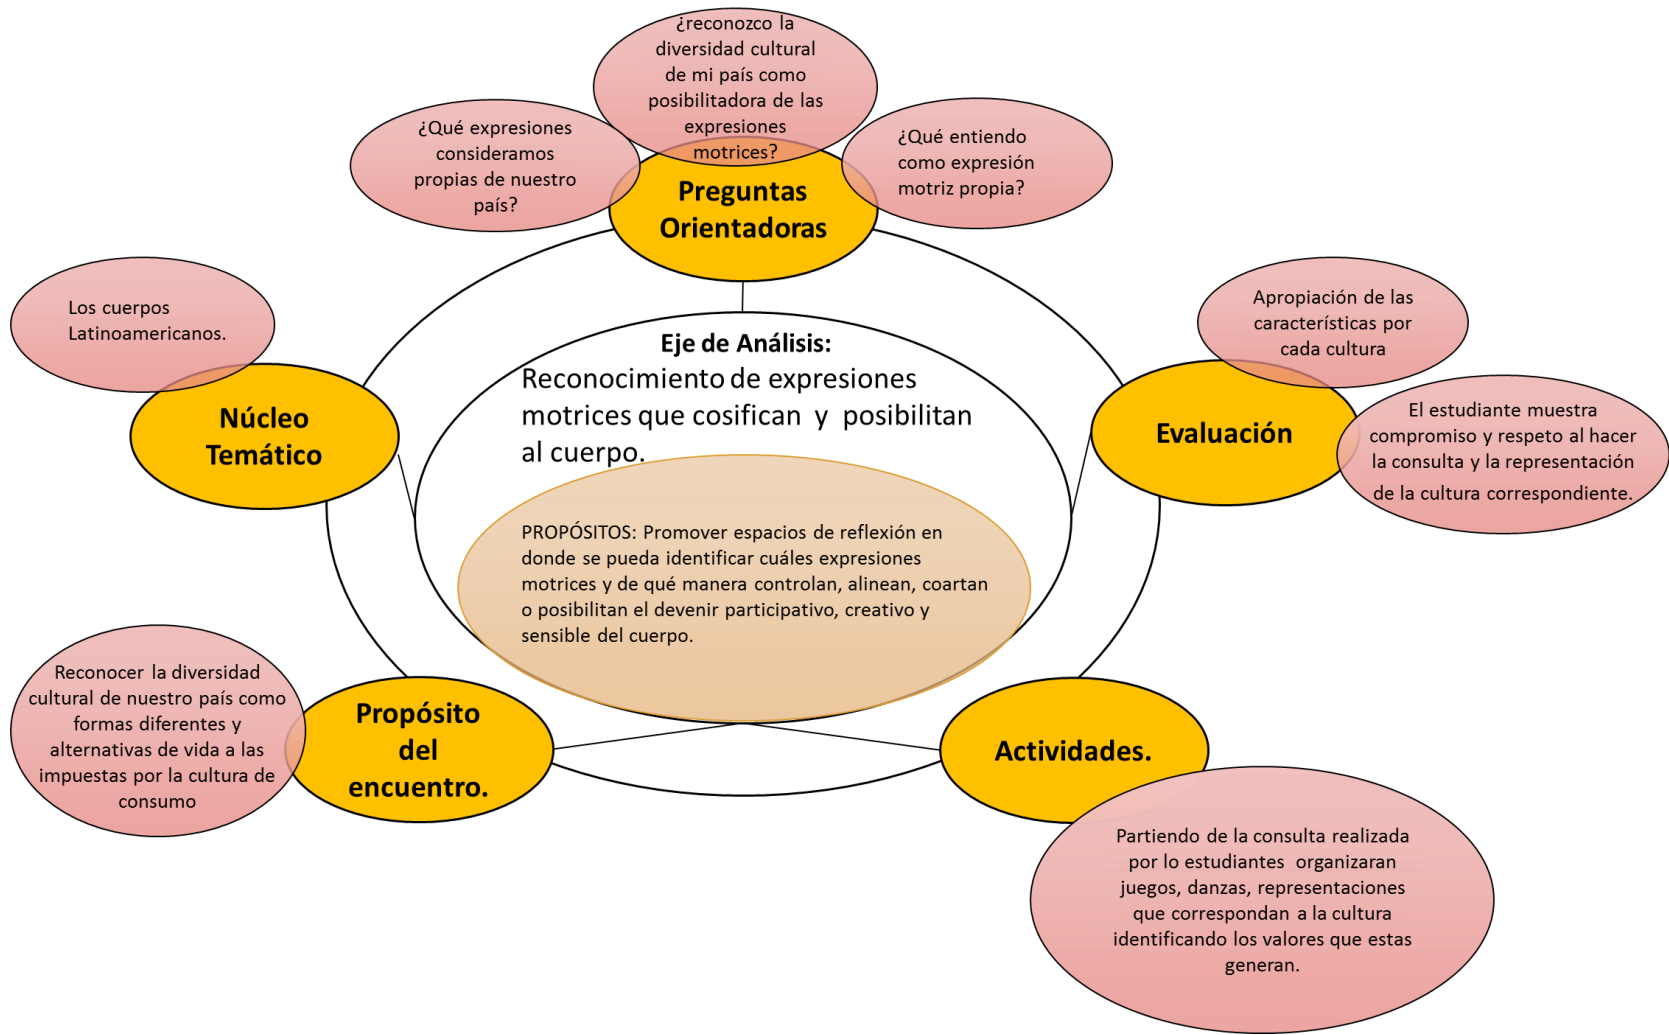 ¿reconozco la
diversidad cultural
de mi país como
posibilitadora de las
expresiones
motrices?
¿Qué expresiones
consideramos
propias de nuestro
país?
¿Qué entiendo
como expresión
motriz propia?
Preguntas
Orientadoras
Los cuerpos
Latinoamericanos.
Núcleo
Temático
Eje de Análisis:
Reconocimiento de expresiones
motrices que cosifican y posibilitan
al cuerpo.
PROPÓSITOS: Promover espacios de reflexión en
donde se pueda identificar cuáles expresiones
motrices y de qué manera controlan, alinean, coartan
o posibilitan el devenir participativo, creativo y
sensible del cuerpo.
Apropiación de las
características por
cada cultura
Evaluación
El estudiante muestra
compromiso y respeto al hacer
la consulta y la representación
de la cultura correspondiente.
Reconocer la diversidad
cultural de nuestro país como
formas diferentes y
alternativas de vida a las
impuestas por la cultura de
consumo
Propósito
del
encuentro.
Actividades.
Partiendo de la consulta realizada
por lo estudiantes organizaran
juegos, danzas, representaciones
que correspondan a la cultura
identificando los valores que estas
generan.